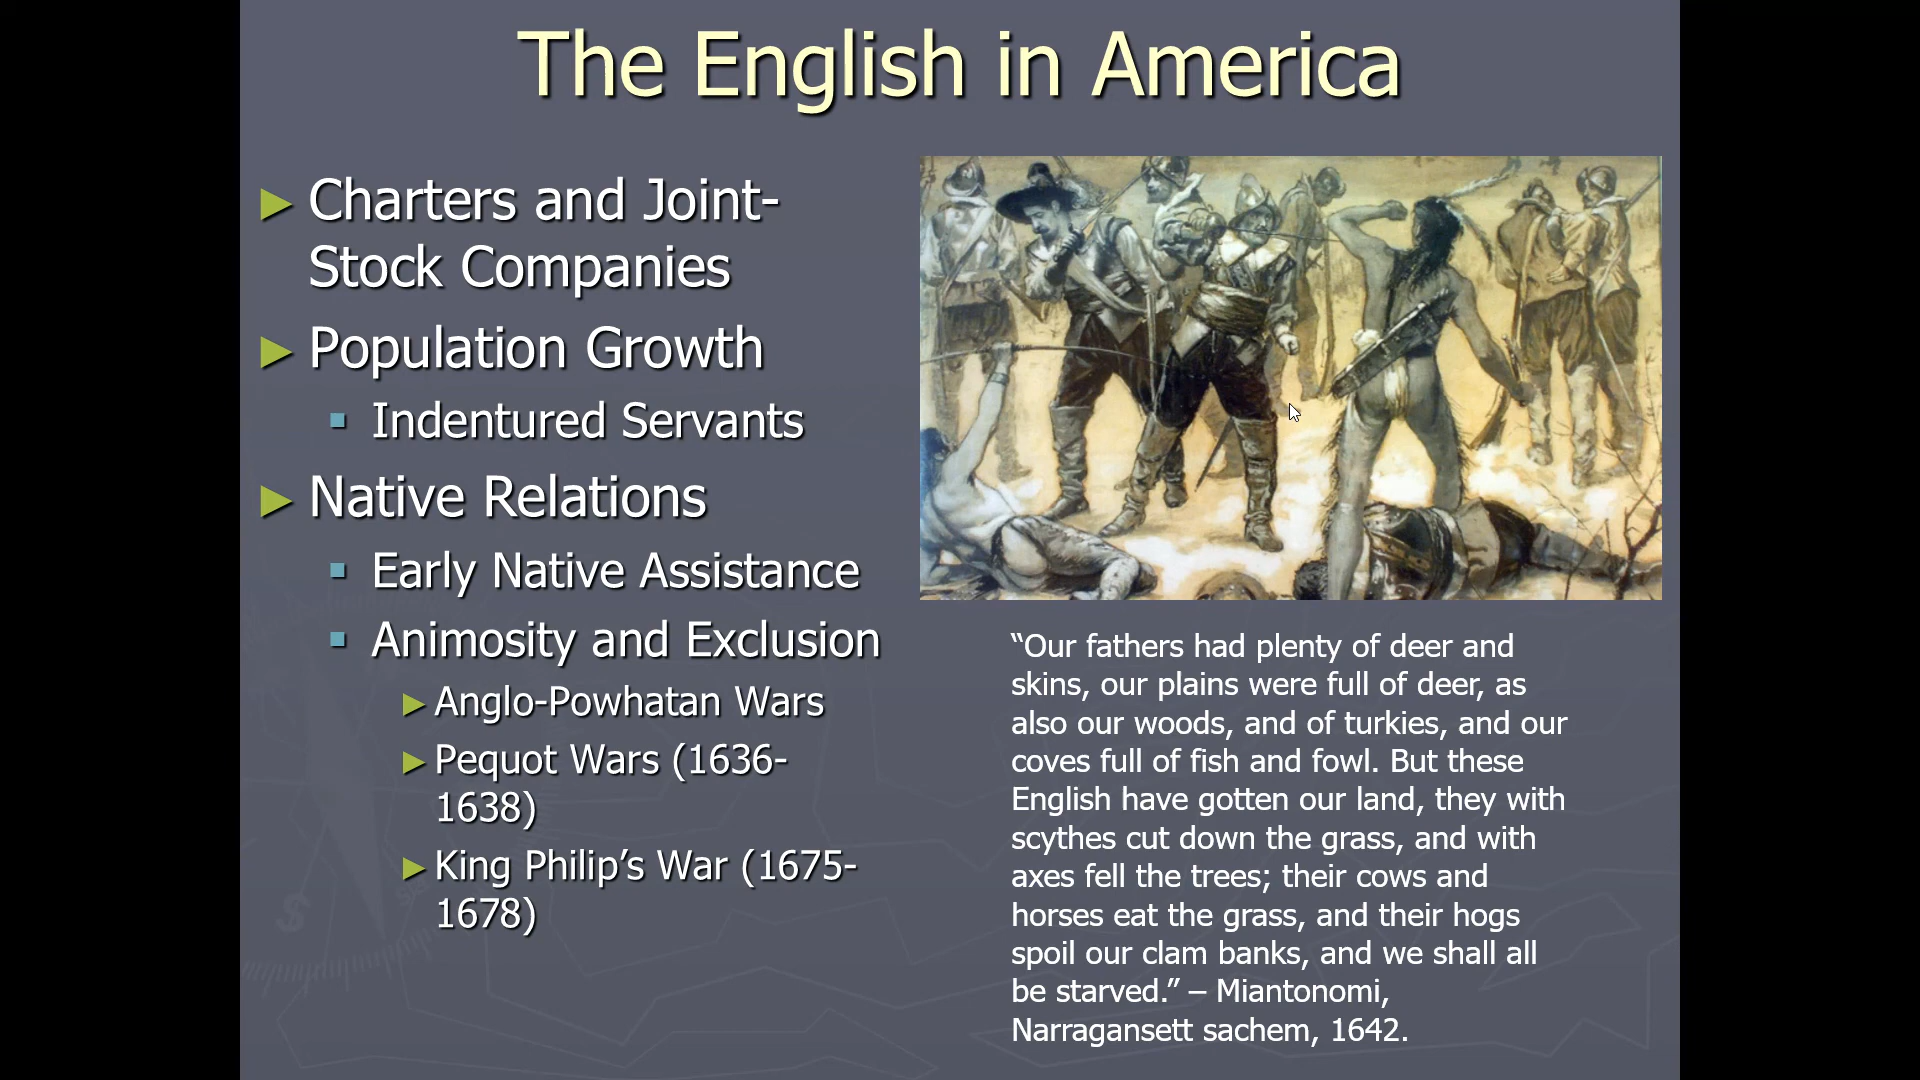 The English in America
Charters and Joint-
Stock Companies
Population Growth
Indentured Servants
Native Relations
Early Native Assistance
Animosity and Exclusion
Anglo-Powhatan Wars
Pequot Wars (1636-
1638)
King Philip’s War (1675-
1678)
“Our fathers had plenty of deer and
skins, our plains were full of deer, as
also our woods, and of turkies, and our
coves full of fish and fowl. But these
English have gotten our land, they with
scythes cut down the grass, and with
axes fell the trees; their cows and
horses eat the grass, and their hogs
spoil our clam banks, and we shall all
be starved.” – Miantonomi,
Narragansett sachem, 1642.